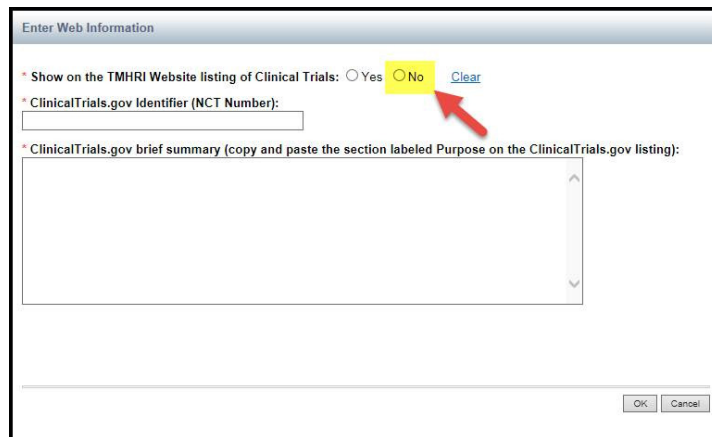 Enter Web Information
* Show on the TMHRI Website listing of Clinical Trials: Yes No Clear
* ClinicalTrials.gov Identifier (NCT Number):
* ClinicalTrials.gov brief summary (copy and paste the section labeled Purpose on the ClinicalTrials.gov listing):
OK Cancel